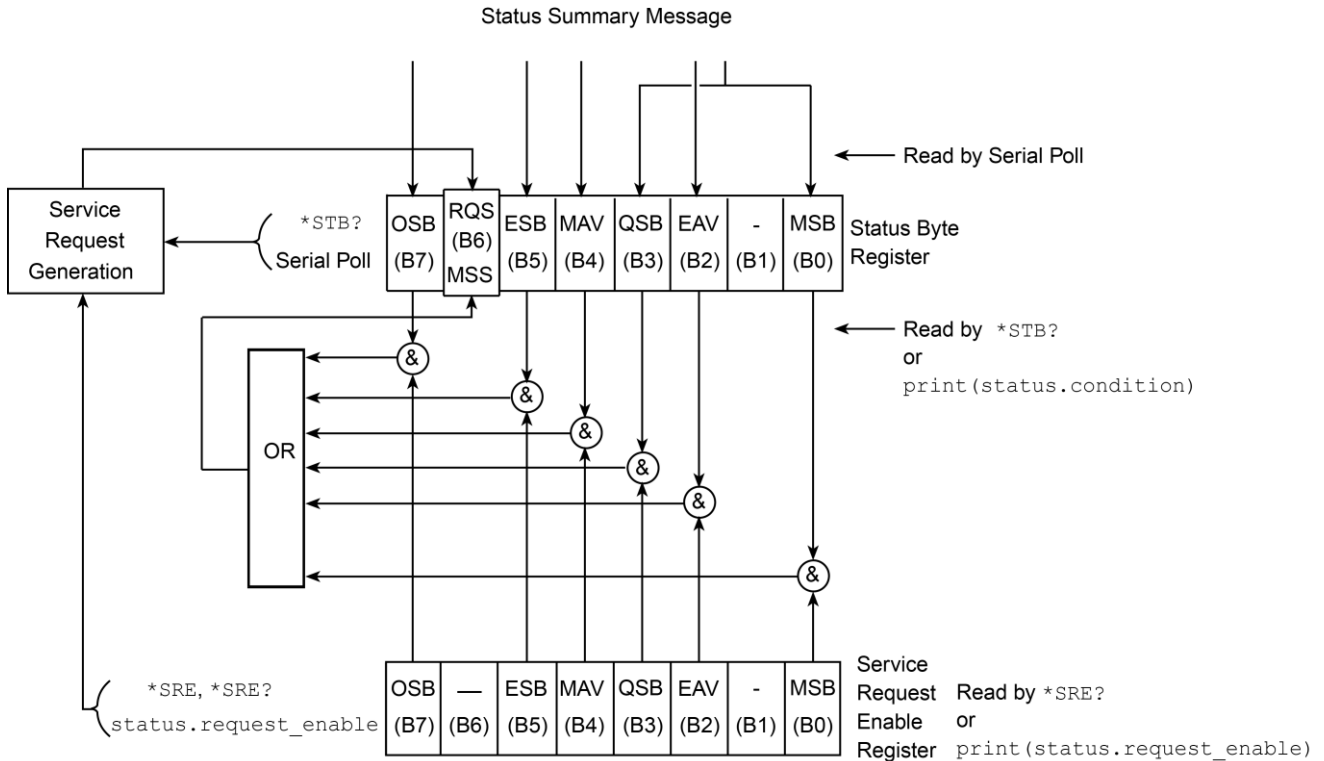 Status Summary Message
Read by Serial Poll
Service
Request
Generation
*STB?
Serial Poll
OSB
(B7)
RQS
(B6)
MSS
ESB
(B5)
MAV
(B4)
QSB
(B3)
EAV
(B2)
-
(B1)
MSB
(B0)
Status Byte
Register
Read by *STB?
or
print(status.condition)
&
&
&
&
&
&
OR
*SRE, *SRE?
status.request_enable
OSB
(B7)
—
(B6)
ESB
(B5)
MAV
(B4)
QSB
(B3)
EAV
(B2)
-
(B1)
MSB
(B0)
Service
Request
Enable
Register
Read by *SRE?
or
print(status.request_enable)